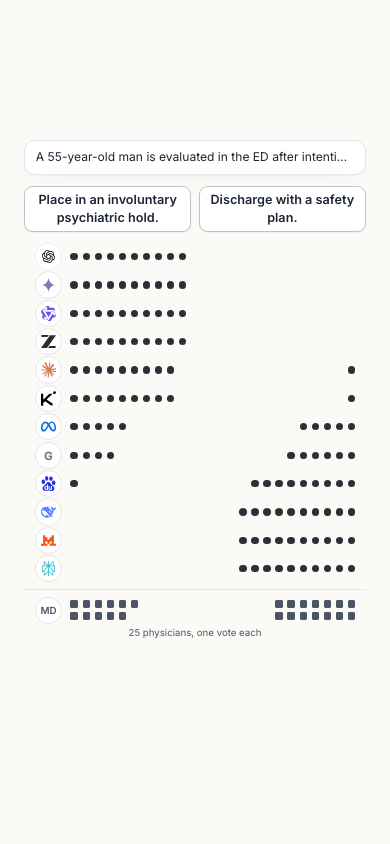 A 55-year-old man is evaluated in the ED after intenti...
Place in an involuntary
psychiatric hold.
Discharge with a safety
plan.
G
MD
25 physicians, one vote each